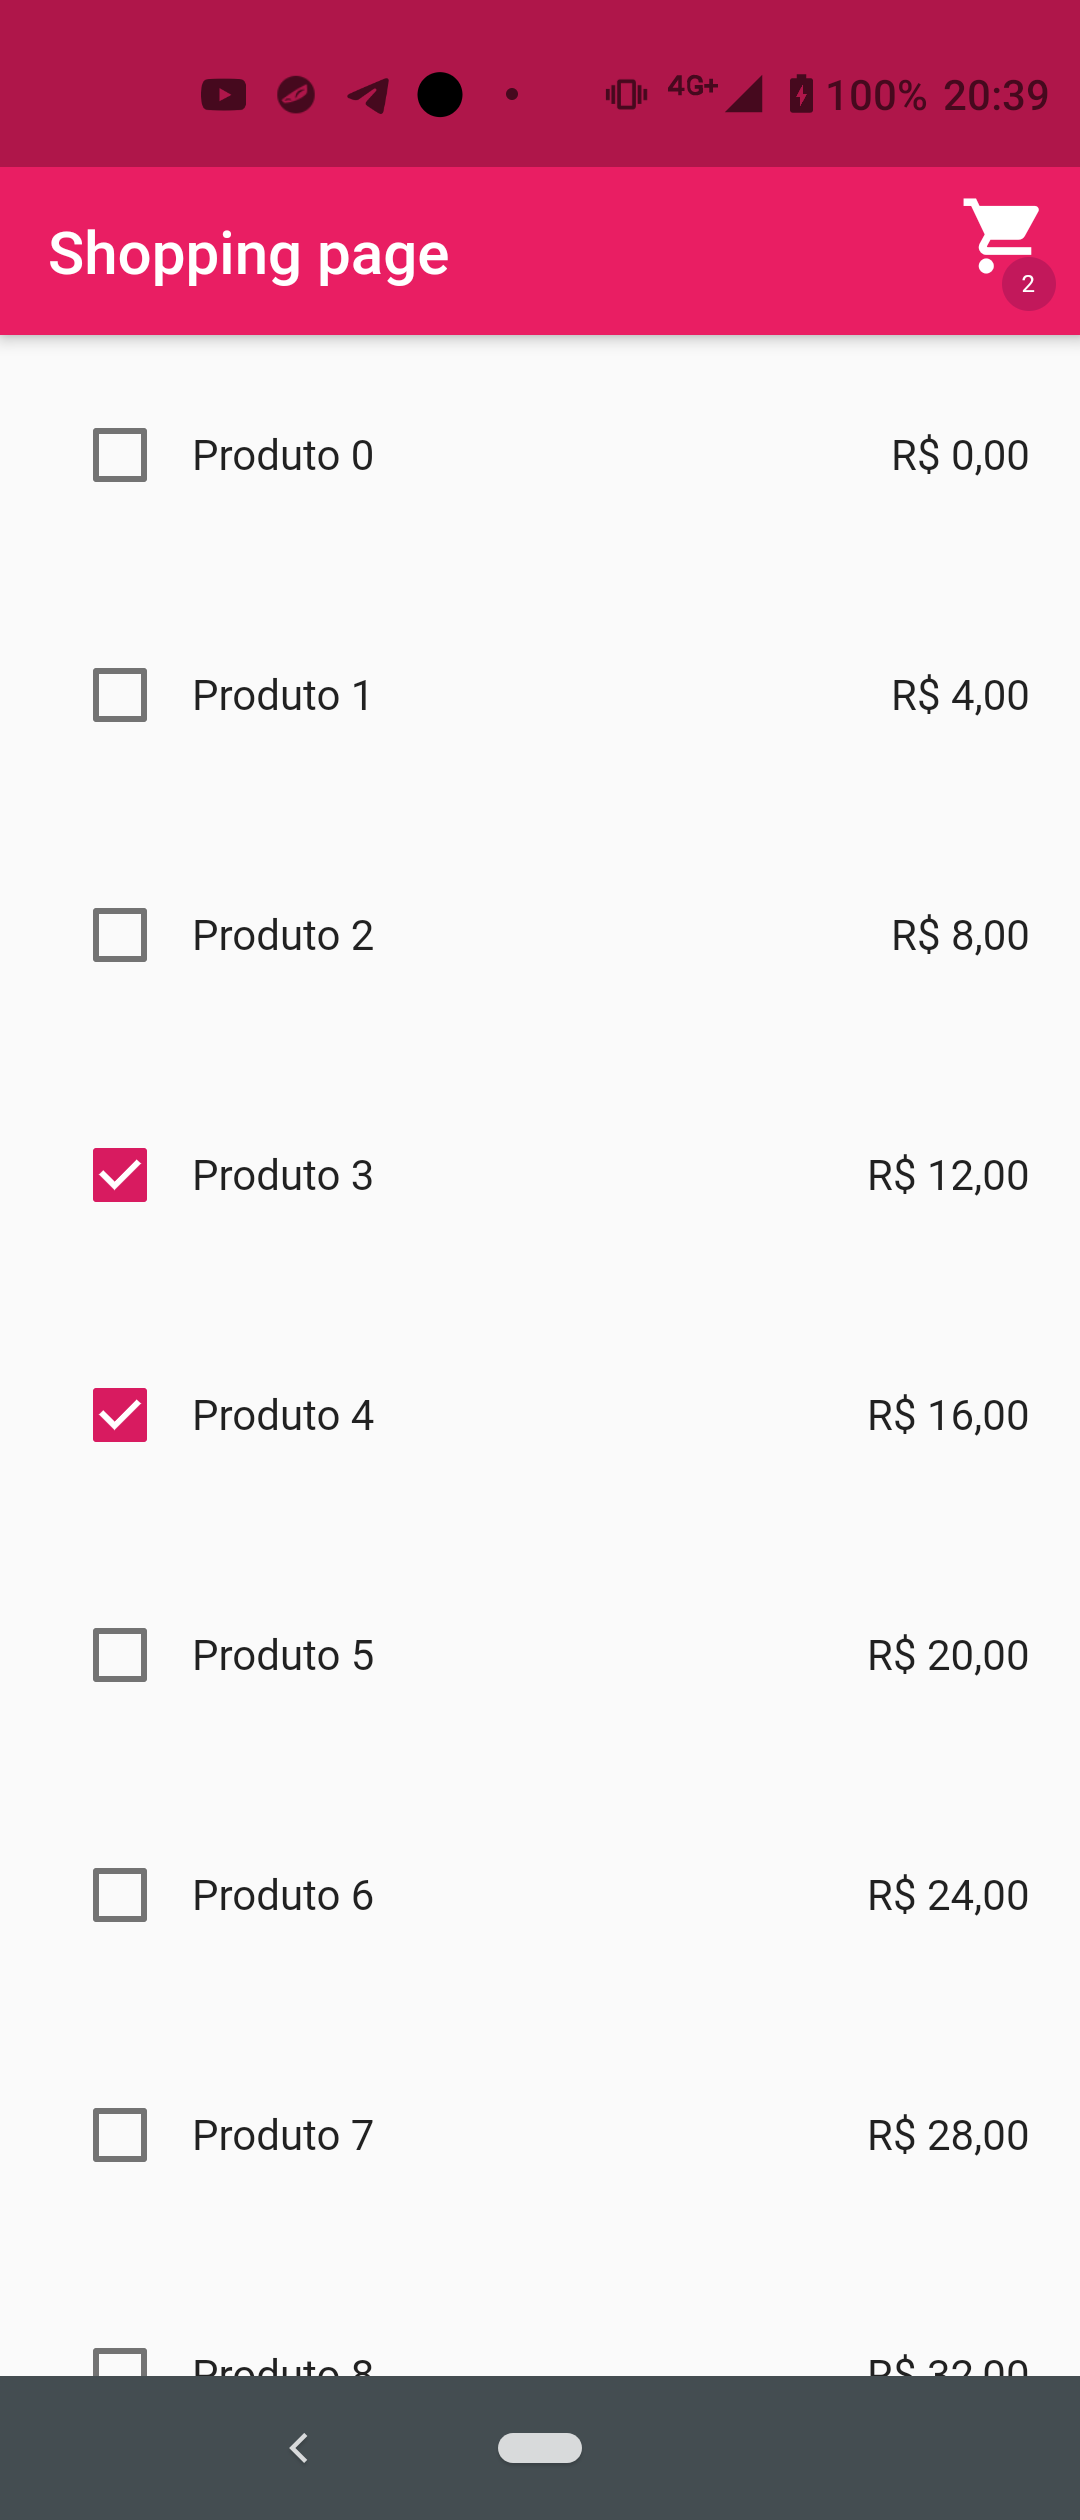 4G+ 100% 20:39
Shopping page
2
Produto 0 R$ 0,00
Produto 1 R$ 4,00
Produto 2 R$ 8,00
Produto 3 R$ 12,00
Produto 4 R$ 16,00
Produto 5 R$ 20,00
Produto 6 R$ 24,00
Produto 7 R$ 28,00
Produto 8 R$ 32,00